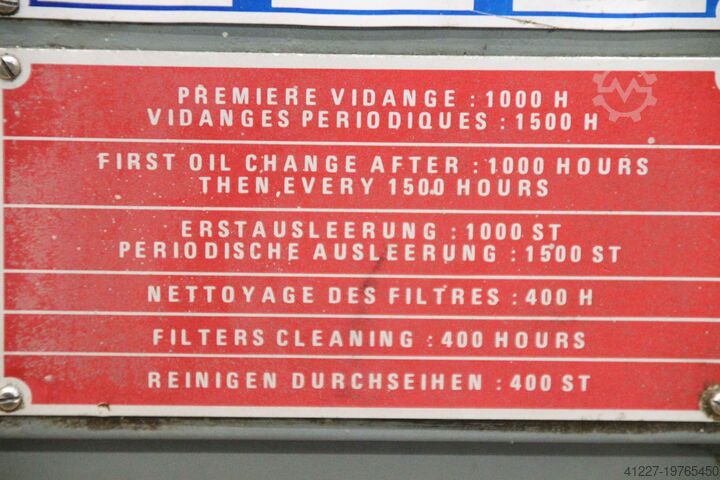 PREMIERE VIDANGE : 1000 H
VIDANGES PERIODIQUES : 1500 H
FIRST OIL CHANGE AFTER : 1000 HOURS
THEN, EVERY 1500 HOURS
ERSTAUSLEERUNG : 1000 ST
PERIODISCHE AUSLEERUNG : 1500 ST
NETTOYAGE DES FILTRES : 400 H
FILTERS CLEANING : 400 HOURS
REINIGEN DURCHSEIHEN : 400 ST
41227-19765450